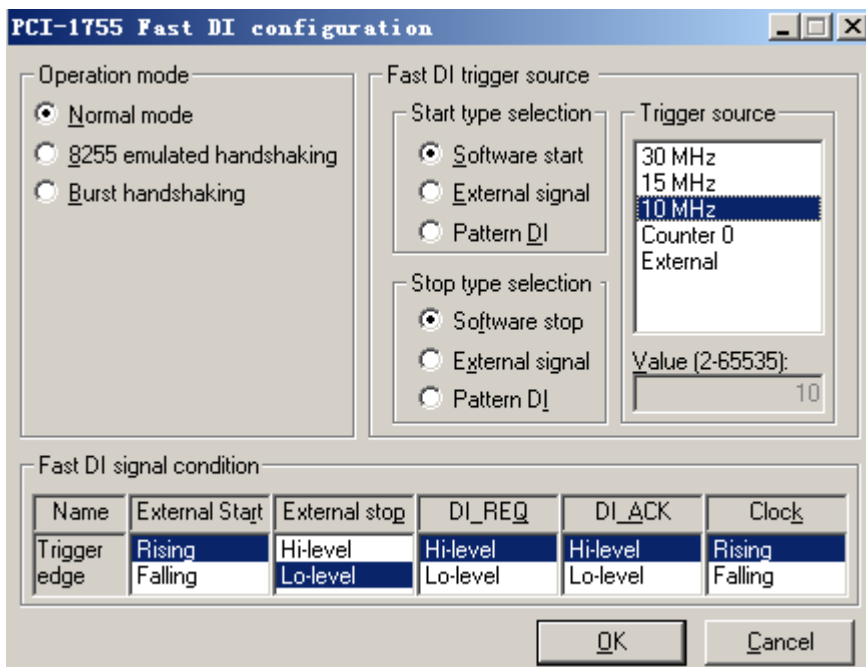 PCI-1755 Fast DI configuration
Operation mode
Normal mode
8255 emulated handshaking
Burst handshaking
Fast DI trigger source
Start type selection
Software start
External signal
Pattern DI
Stop type selection
Software stop
External signal
Pattern DI
Trigger source
30 MHz
15 MHz
10 MHz
Counter 0
External
Value (2-65535):
10
Fast DI signal condition
Name External Start External stop DI_REQ DI_ACK Clock
Trigger edge
Rising Hi-level Hi-level Hi-level Rising
Falling Lo-level Lo-level Lo-level Falling
OK Cancel